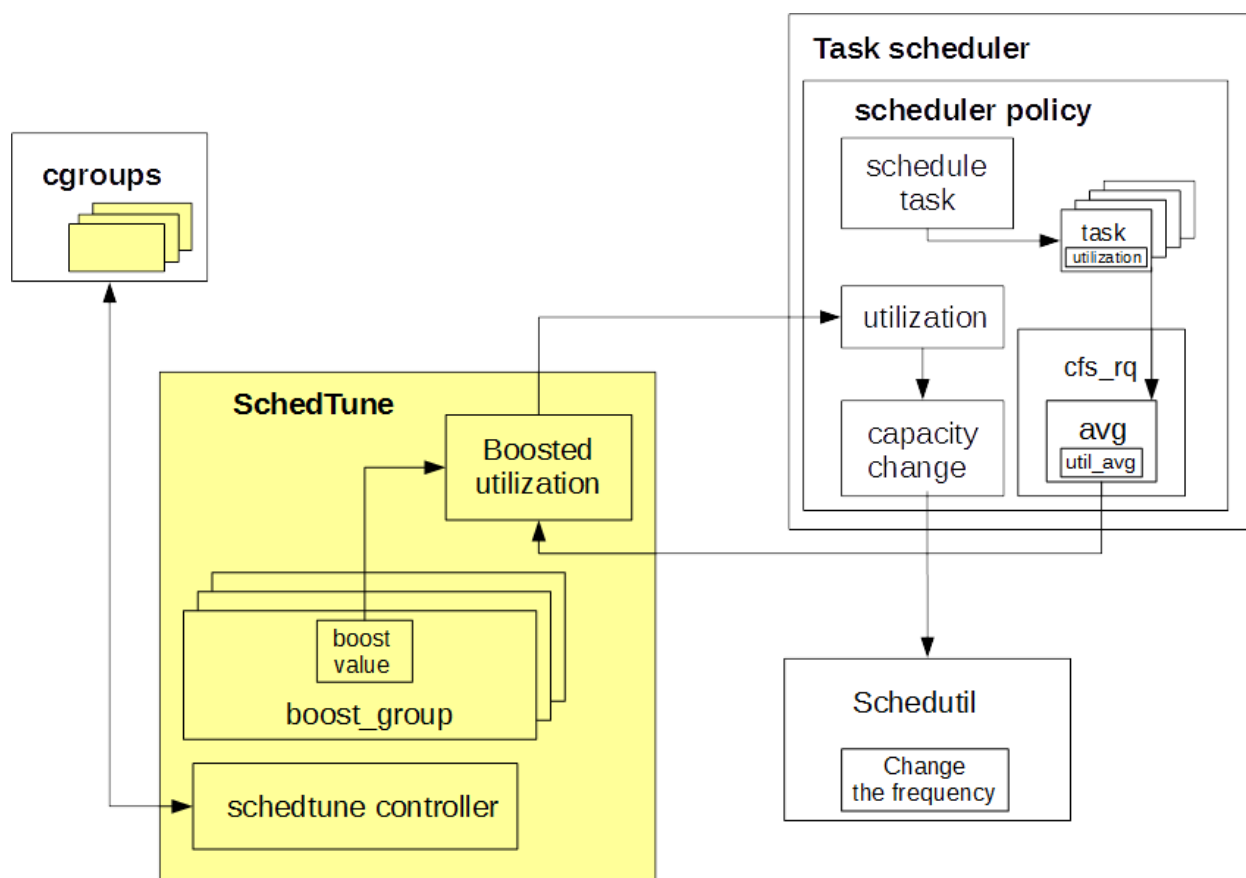 Task scheduler
scheduler policy
schedule
task
task
utilization
cgroups
utilization
cfs_rq
avg
util_avg
capacity
change
SchedTune
Boosted
utilization
boost
value
boost_group
schedtune controller
Schedutil
Change
the frequency